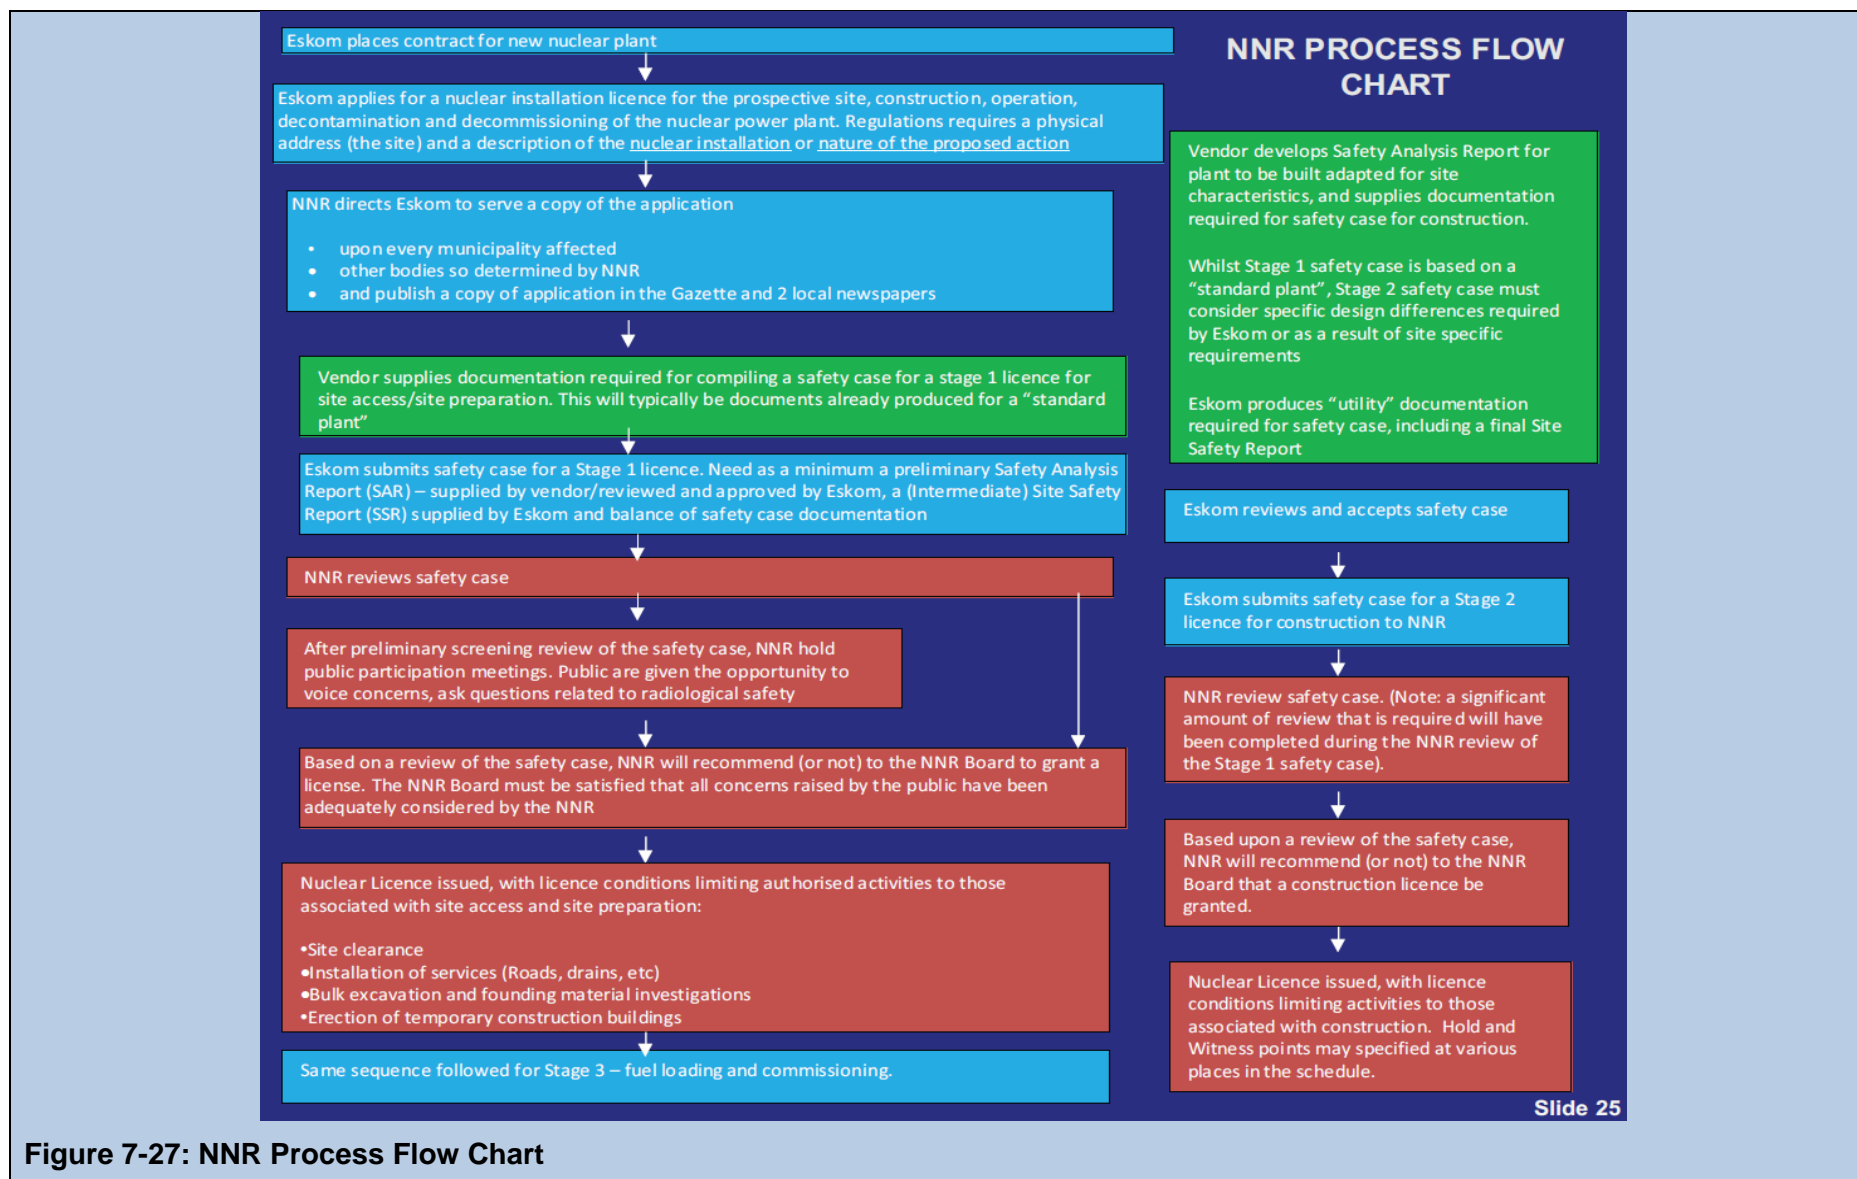 Eskom places contract for new nuclear plant
Eskom applies for a nuclear installation licence for the prospective site, construction, operation,
decontamination and decommissioning of the nuclear power plant. Regulations requires a physical
address (the site) and a description of the nuclear installation or nature of the proposed action
NNR directs Eskom to serve a copy of the application
• upon every municipality affected
• other bodies so determined by NNR
• and publish a copy of application in the Gazette and 2 local newspapers
Vendor supplies documentation required for compiling a safety case for a stage 1 licence for
site access/site preparation. This will typically be documents already produced for a “standard
plant”
Eskom submits safety case for a Stage 1 licence. Need as a minimum a preliminary Safety Analysis
Report (SAR) – supplied by vendor/reviewed and approved by Eskom, a (Intermediate) Site Safety
Report (SSR) supplied by Eskom and balance of safety case documentation
NNR reviews safety case
After preliminary screening review of the safety case, NNR hold
public participation meetings. Public are given the opportunity to
voice concerns, ask questions related to radiological safety
Based on a review of the safety case, NNR will recommend (or not) to the NNR Board to grant a
license. The NNR Board must be satisfied that all concerns raised by the public have been
adequately considered by the NNR
Nuclear Licence issued, with licence conditions limiting authorised activities to those
associated with site access and site preparation:
•Site clearance
•Installation of services (Roads, drains, etc)
•Bulk excavation and founding material investigations
•Erection of temporary construction buildings
Same sequence followed for Stage 3 – fuel loading and commissioning.
NNR PROCESS FLOW
CHART
Vendor develops Safety Analysis Report for
plant to be built adapted for site
characteristics, and supplies documentation
required for safety case for construction.
Whilst Stage 1 safety case is based on a
“standard plant”, Stage 2 safety case must
consider specific design differences required
by Eskom or as a result of site specific
requirements
Eskom produces “utility” documentation
required for safety case, including a final Site
Safety Report
Eskom reviews and accepts safety case
Eskom submits safety case for a Stage 2
licence for construction to NNR
NNR review safety case. (Note: a significant
amount of review that is required will have
been completed during the NNR review of
the Stage 1 safety case).
Based upon a review of the safety case,
NNR will recommend (or not) to the NNR
Board that a construction licence be
granted.
Nuclear Licence issued, with licence
conditions limiting activities to those
associated with construction. Hold and
Witness points may specified at various
places in the schedule.
Slide 25
Figure 7-27: NNR Process Flow Chart